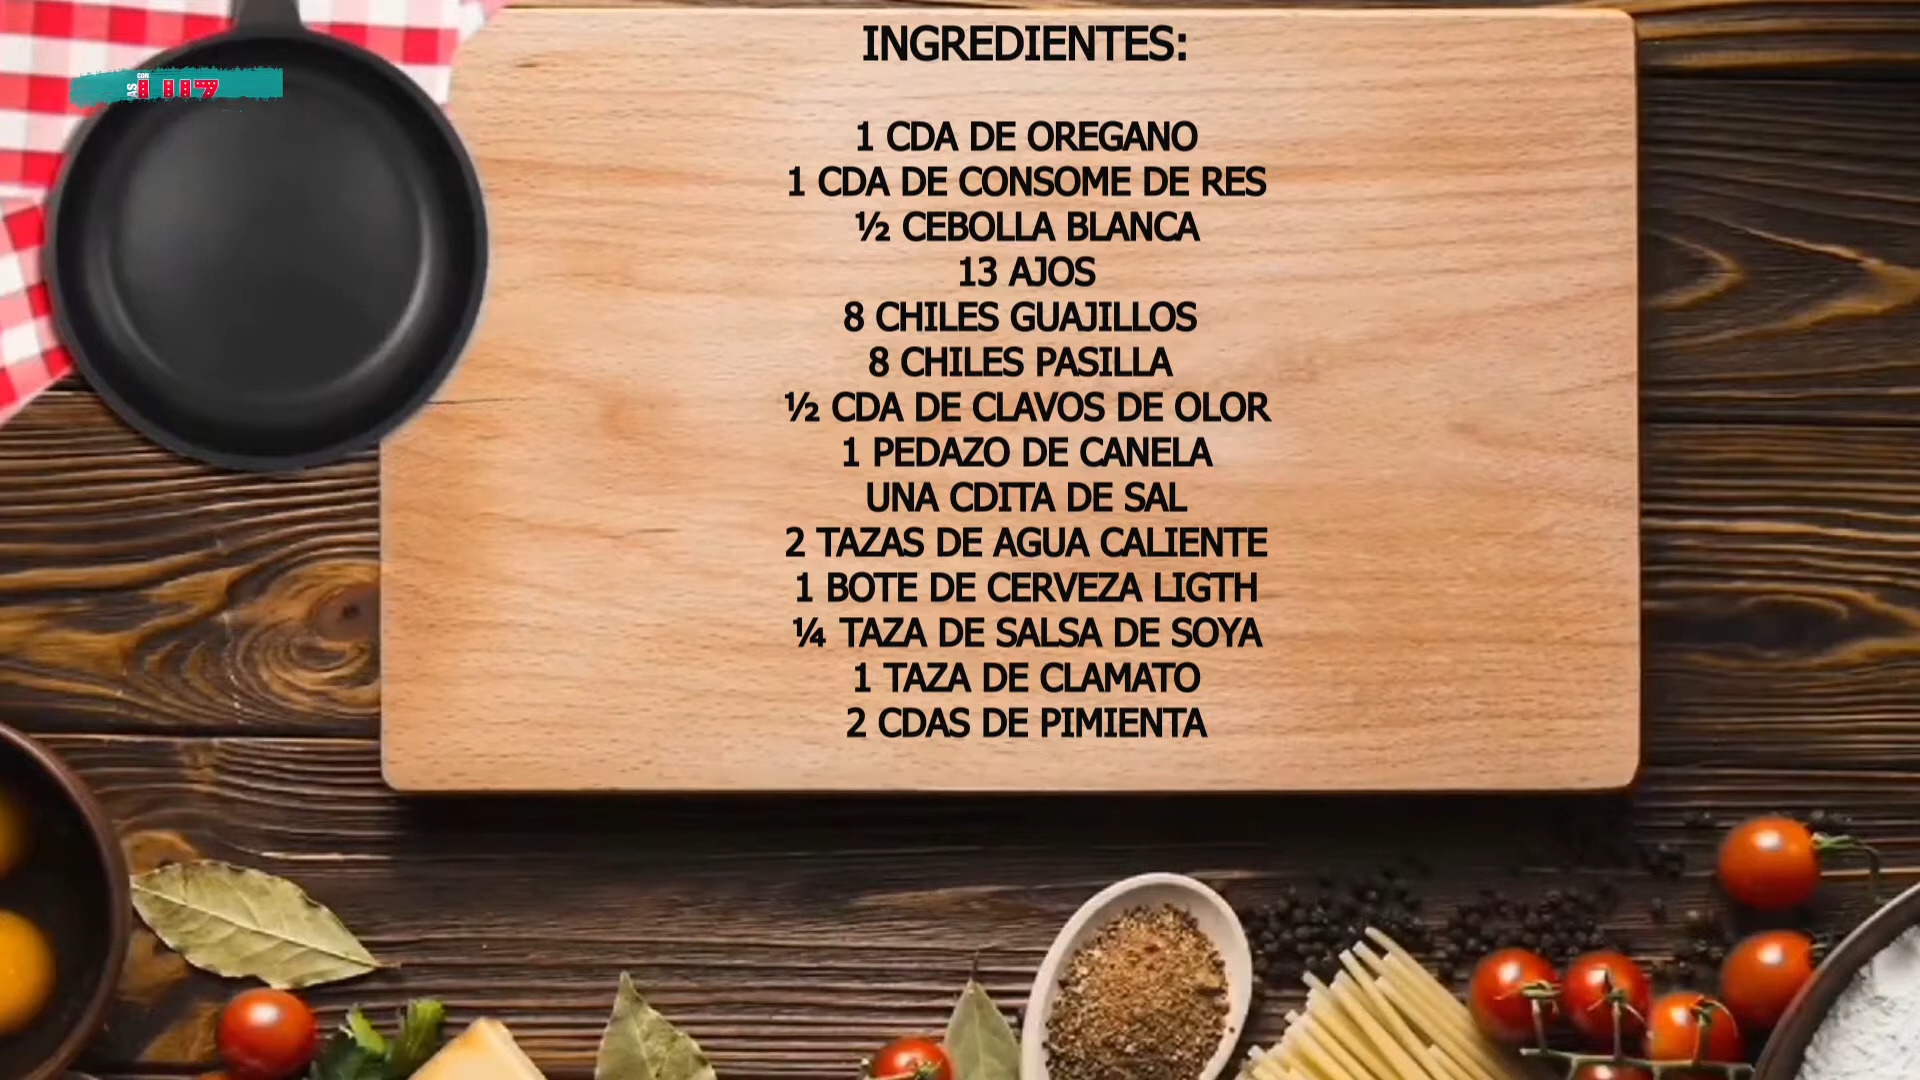 INGREDIENTES:
1 CDA DE OREGANO
1 CDA DE CONSOME DE RES
½ CEBOLLA BLANCA
13 AJOS
8 CHILES GUAJILLOS
8 CHILES PASILLA
½ CDA DE CLAVOS DE OLOR
1 PEDAZO DE CANELA
UNA CDITA DE SAL
2 TAZAS DE AGUA CALIENTE
1 BOTE DE CERVEZA LIGTH
¼ TAZA DE SALSA DE SOYA
1 TAZA DE CLAMATO
2 CDAS DE PIMIENTA